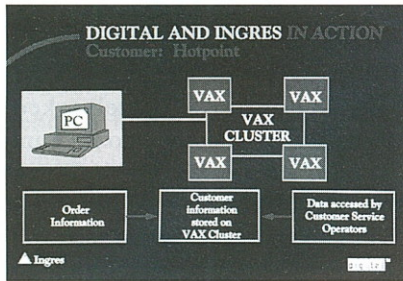 DIGITAL AND INGRES IN ACTION
Customer: Hotpoint
PC
VAX
VAX
VAX
CLUSTER
VAX
VAX
Order
Information
Customer
information
stored on
VAX Cluster
Data accessed by
Customer Service
Operators
Ingres
digital